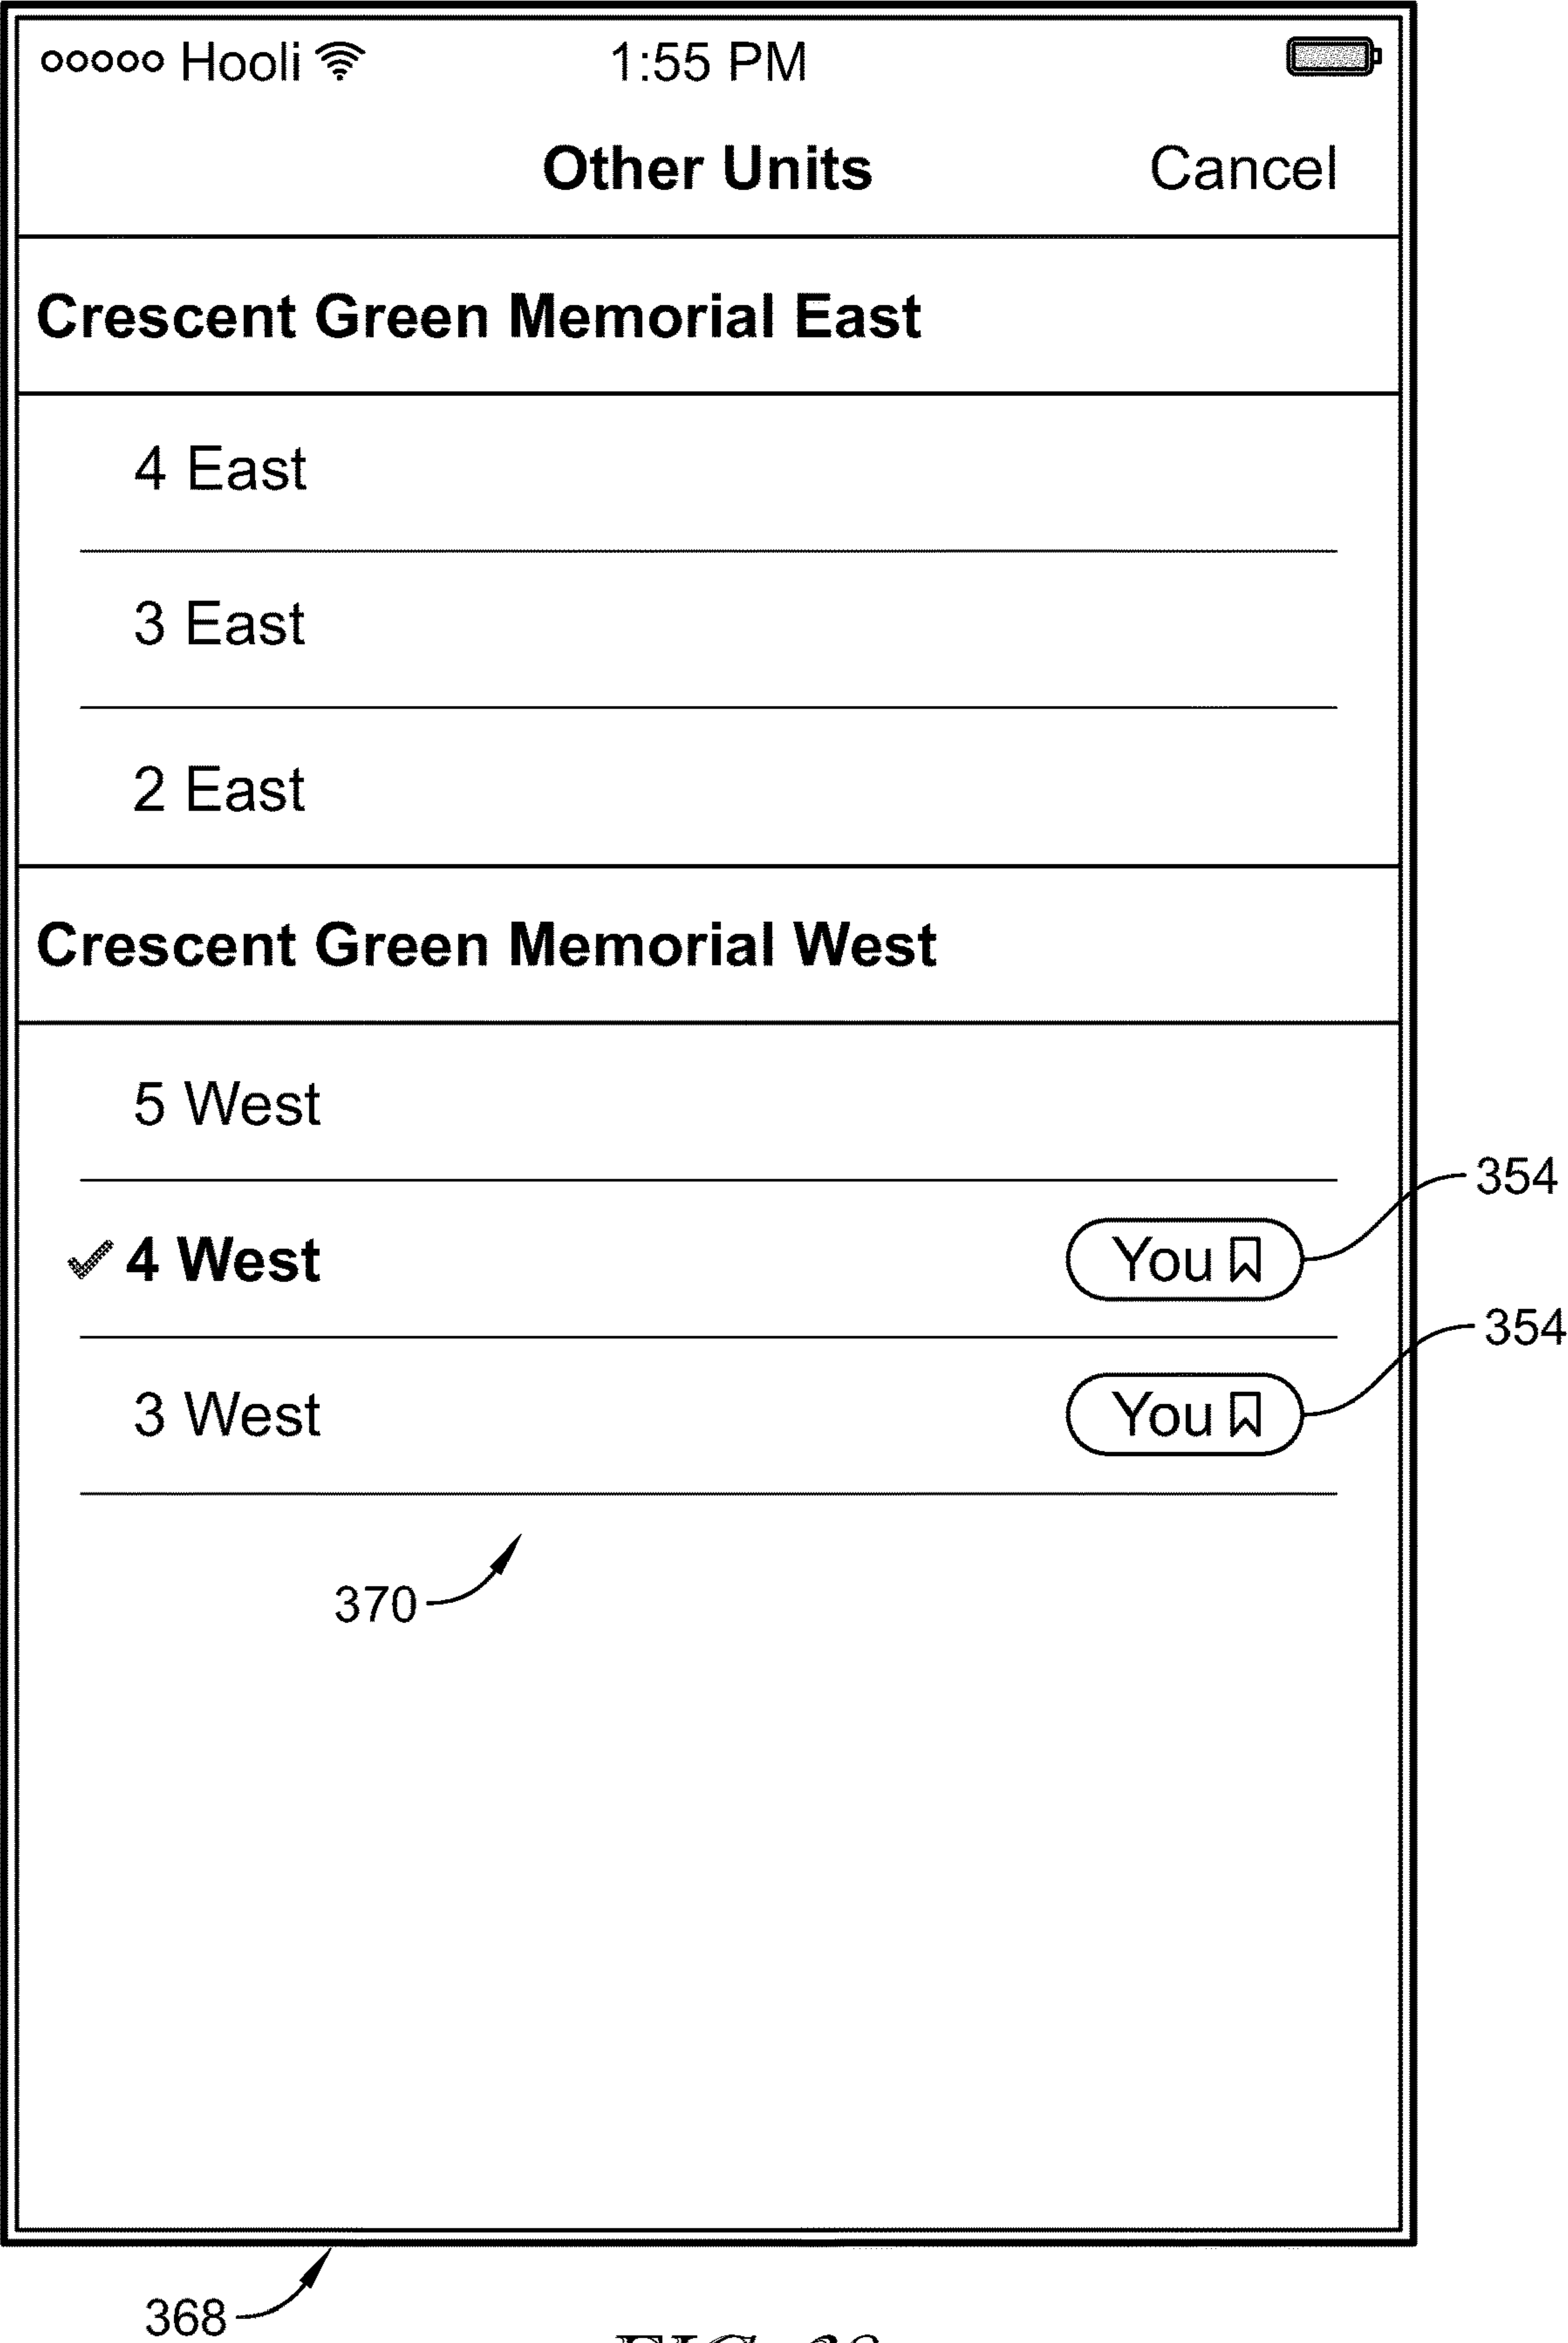 ooooo Hooli 1:55 PM
Other Units Cancel
Crescent Green Memorial East
4 East
3 East
2 East
Crescent Green Memorial West
5 West
354
4 West You
354
3 West You
370
368